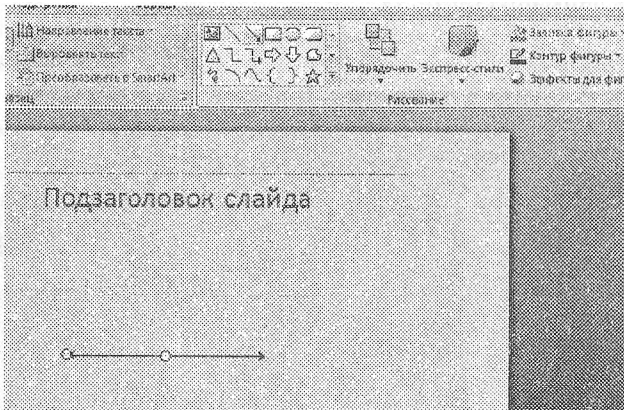 Направление текста
Выровнять текст
Преобразовать в SmartArt
Упорядочить
Экспресс-стили
Заливка фигуры
Контур фигуры
Эффекты для фиг
Рисование
Подзаголовок слайда